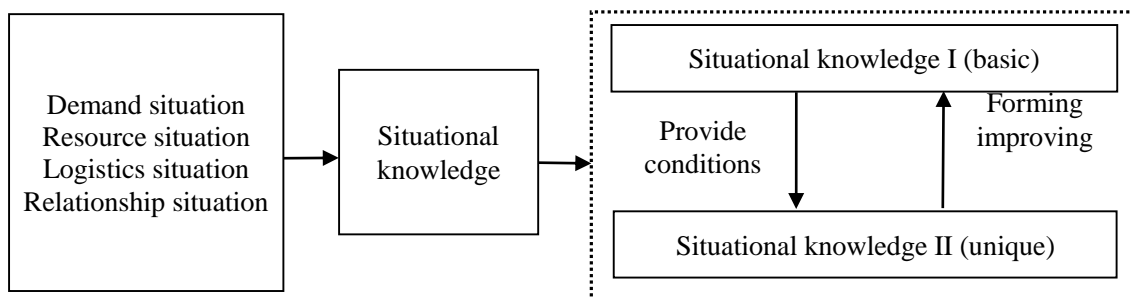 Demand situation
Resource situation
Logistics situation
Relationship situation
Situational
knowledge
Situational knowledge I (basic)
Provide
conditions
Forming
improving
Situational knowledge II (unique)